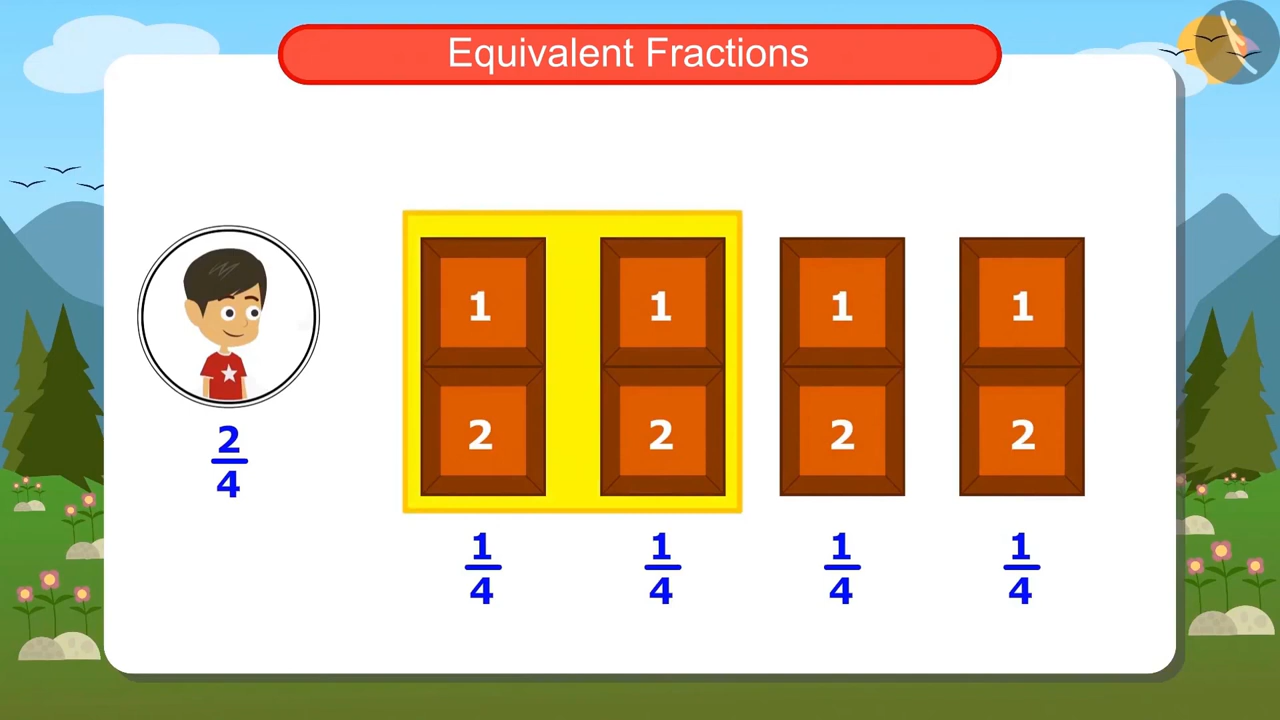 Equivalent Fractions
1 1 1 1
2 2 2 2
2/4
1/4 1/4 1/4 1/4